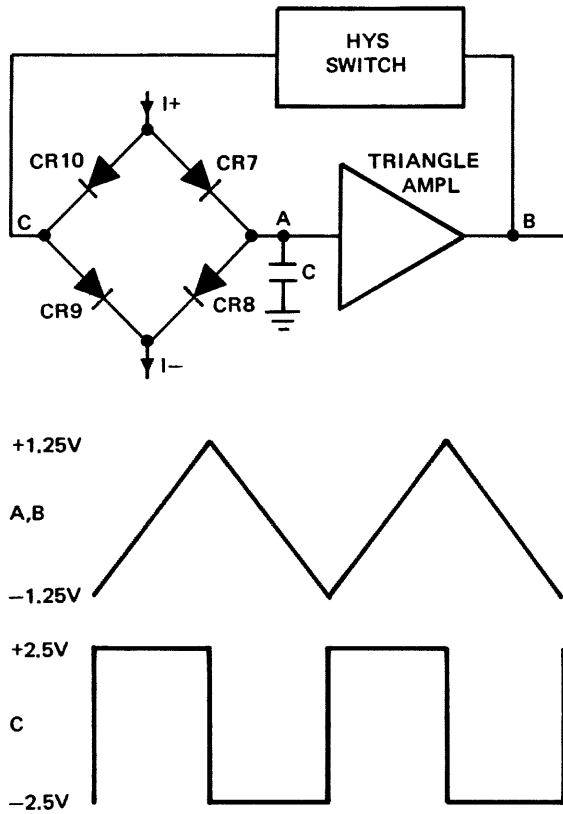 HYS
SWITCH
I+
CR10
CR7
TRIANGLE
AMPL
C
A
B
C
CR9
CR8
I−
+1.25V
A,B
−1.25V
+2.5V
C
−2.5V